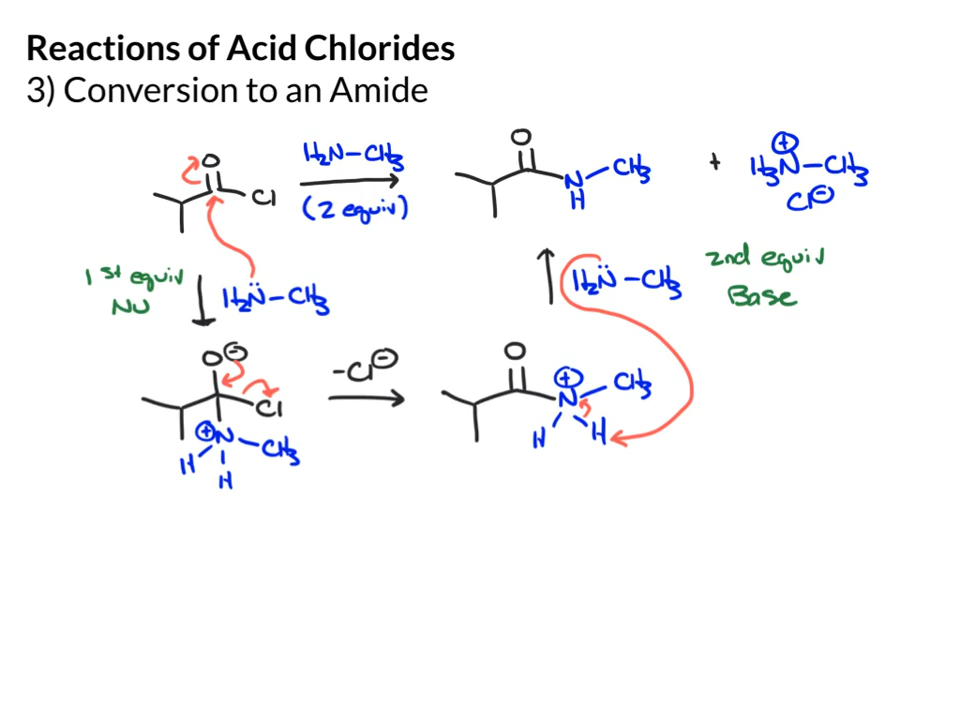 Reactions of Acid Chlorides
3) Conversion to an Amide
O
Cl
H₂N–CH₃
(2 equiv)
O
N–CH₃
H
+
⊕
H₃N–CH₃
Cl⊖
1st equiv
NU
H₂N̈–CH₃
H₂N̈–CH₃
2nd equiv
Base
O⊖
Cl
⊕N–CH₃
H
H
–Cl⊖
O
⊕
N–CH₃
H
H